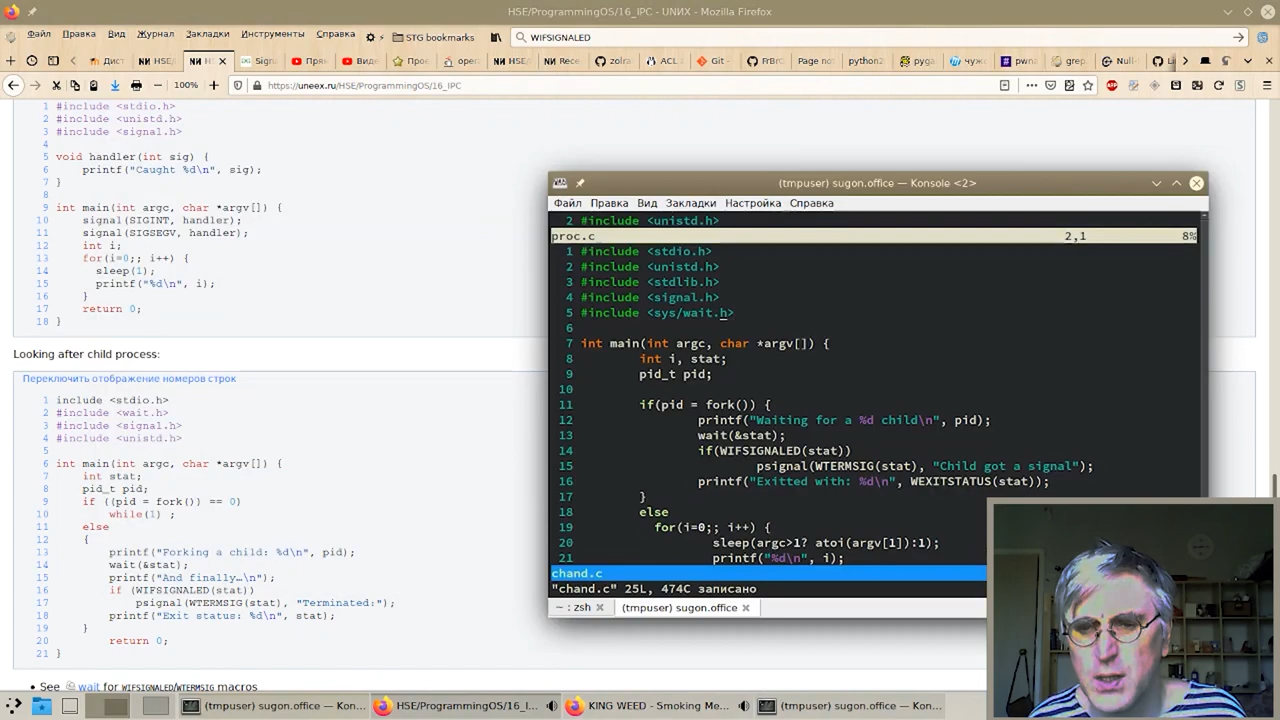 HSE/ProgrammingOS/16_IPC - UNИX - Mozilla Firefox
Файл Правка Вид Журнал Закладки Инструменты Справка
STG bookmarks
WIFSIGNALED
Дист
HSE/
HS
Signa
Прям
Виде
Прос
open
HSE/
Rece
zolra
ACL
Git -
FrBrC
Page not
python2
pyga
чуже
pwna
grep
Null-
Li
100%
https://uneex.ru/HSE/ProgrammingOS/16_IPC
1 #include <stdio.h>
2 #include <unistd.h>
3 #include <signal.h>
4
5 void handler(int sig) {
6 printf("Caught %d\n", sig);
7 }
8
9 int main(int argc, char *argv[]) {
10 signal(SIGINT, handler);
11 signal(SIGSEGV, handler);
12 int i;
13 for(i=0;; i++) {
14 sleep(1);
15 printf("%d\n", i);
16 }
17 return 0;
18 }
Looking after child process:
Переключить отображение номеров строк
1 include <stdio.h>
2 #include <wait.h>
3 #include <signal.h>
4 #include <unistd.h>
5
6 int main(int argc, char *argv[]) {
7 int stat;
8 pid_t pid;
9 if ((pid = fork()) == 0)
10 while(1) ;
11 else
12 {
13 printf("Forking a child: %d\n", pid);
14 wait(&stat);
15 printf("And finally…\n");
16 if (WIFSIGNALED(stat))
17 psignal(WTERMSIG(stat), "Terminated:");
18 printf("Exit status: %d\n", stat);
19 }
20 return 0;
21 }
See wait for WIFSIGNALED/WTERMSIG macros
(tmpuser) sugon.office — Konsole <2>
Файл Правка Вид Закладки Настройка Справка
2 #include <unistd.h>
proc.c 2,1 8%
1 #include <stdio.h>
2 #include <unistd.h>
3 #include <stdlib.h>
4 #include <signal.h>
5 #include <sys/wait.h>
6
7 int main(int argc, char *argv[]) {
8 int i, stat;
9 pid_t pid;
10
11 if(pid = fork()) {
12 printf("Waiting for a %d child\n", pid);
13 wait(&stat);
14 if(WIFSIGNALED(stat))
15 psignal(WTERMSIG(stat), "Child got a signal");
16 printf("Exitted with: %d\n", WEXITSTATUS(stat));
17 }
18 else
19 for(i=0;; i++) {
20 sleep(argc>1? atoi(argv[1]):1);
21 printf("%d\n", i);
chand.c
"chand.c" 25L, 474C записано
~ : zsh
(tmpuser) sugon.office
(tmpuser) sugon.office — Kon...
HSE/ProgrammingOS/16_I...
KING WEED - Smoking Me...
(tmpuser) sugon.office — Kon...